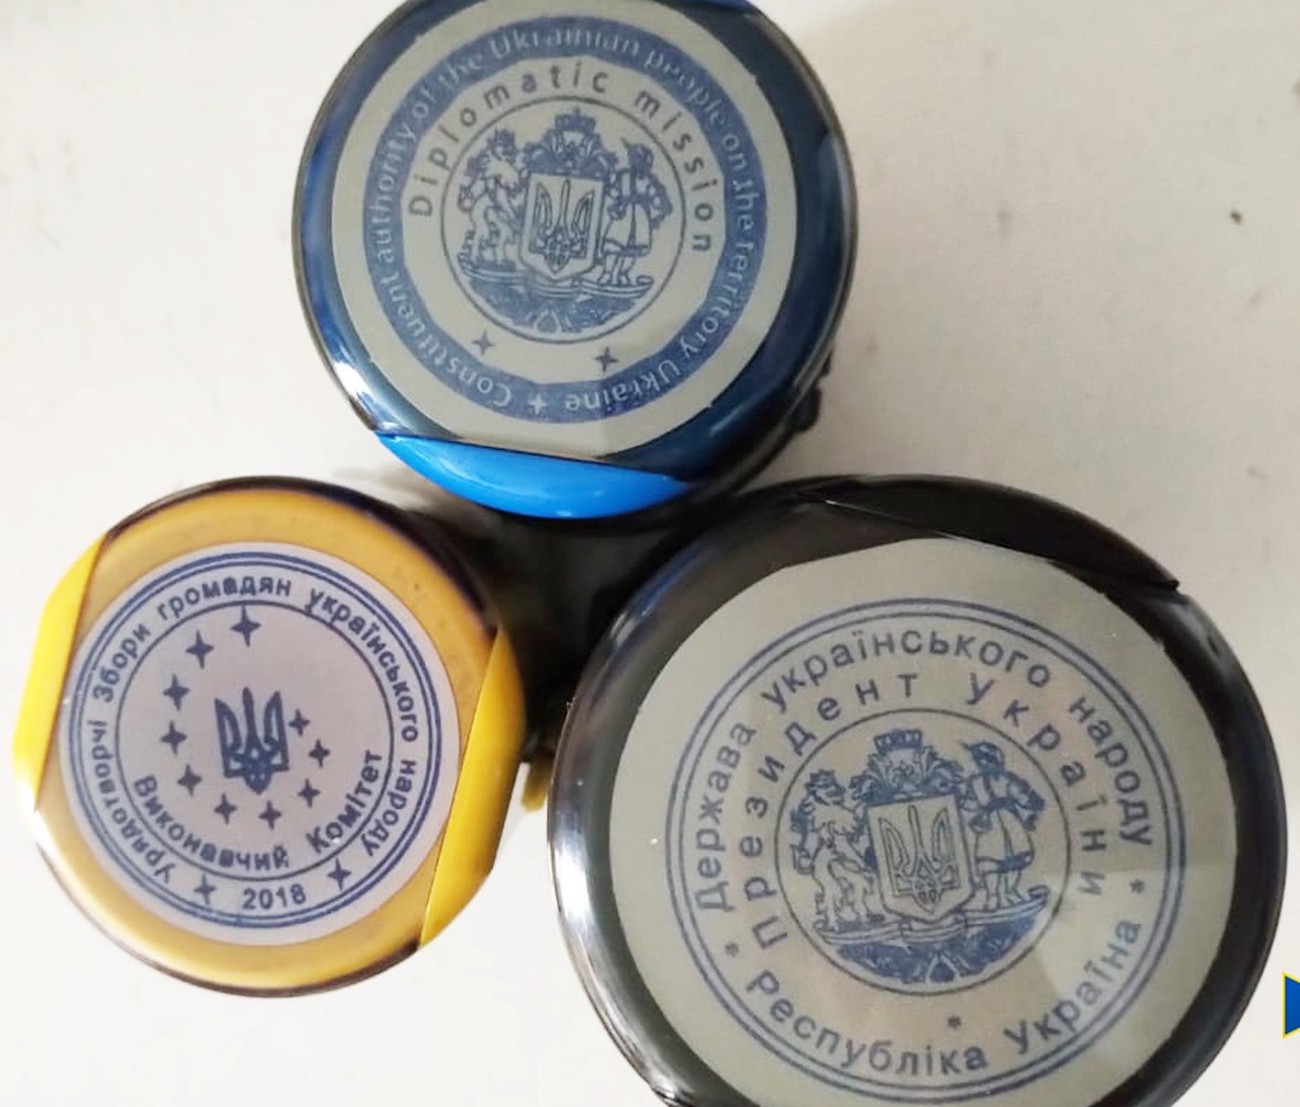 Constituent authority of the Ukrainian people on the territory Ukraine
Diplomatic mission
Урядотворчі Збори громадян українського народу
Виконавчий Комітет
2018
Держава українського народу
президент України
Республіка Україна